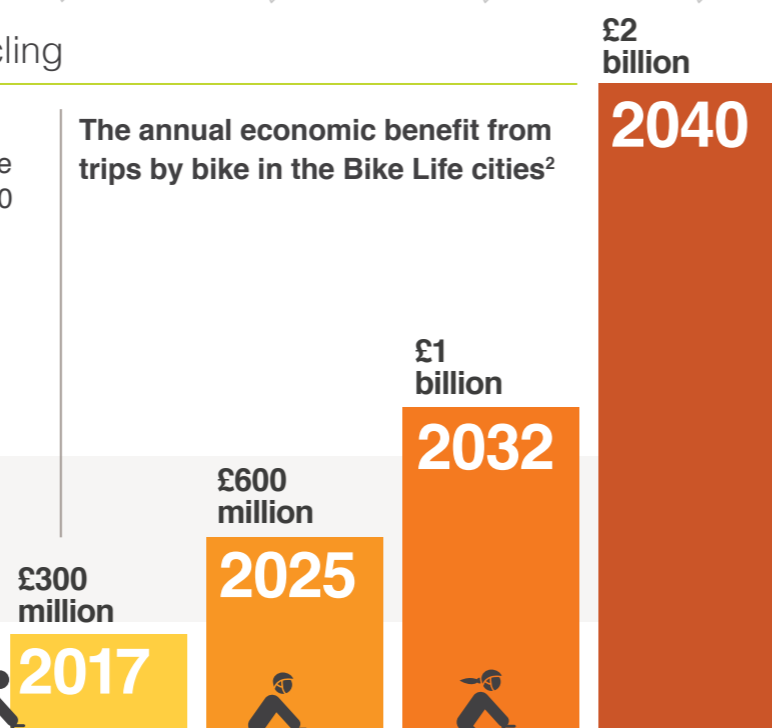 cling
e
0
The annual economic benefit from
trips by bike in the Bike Life cities²
£300
million
2017
£600
million
2025
£1
billion
2032
£2
billion
2040